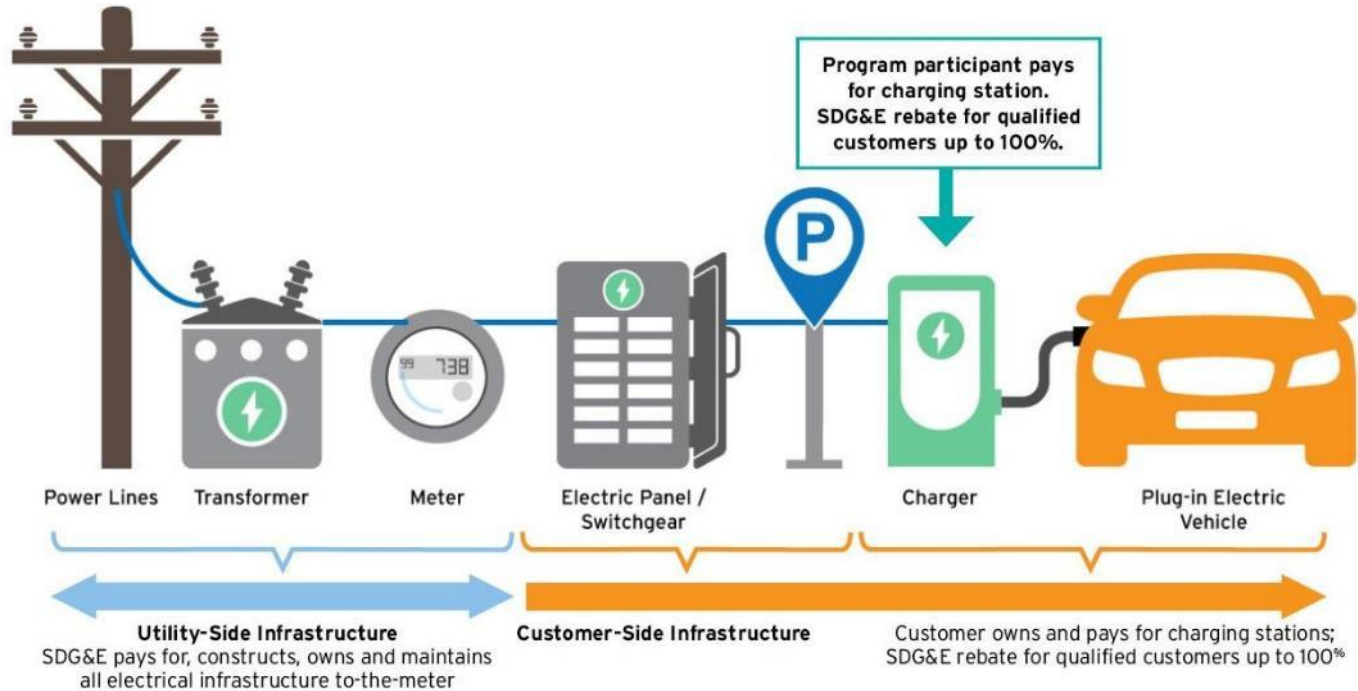 Program participant pays
for charging station.
SDG&E rebate for qualified
customers up to 100%.
P
99 738
Power Lines
Transformer
Meter
Electric Panel /
Switchgear
Charger
Plug-in Electric
Vehicle
Utility-Side Infrastructure
SDG&E pays for, constructs, owns and maintains
all electrical infrastructure to-the-meter
Customer-Side Infrastructure
Customer owns and pays for charging stations;
SDG&E rebate for qualified customers up to 100%